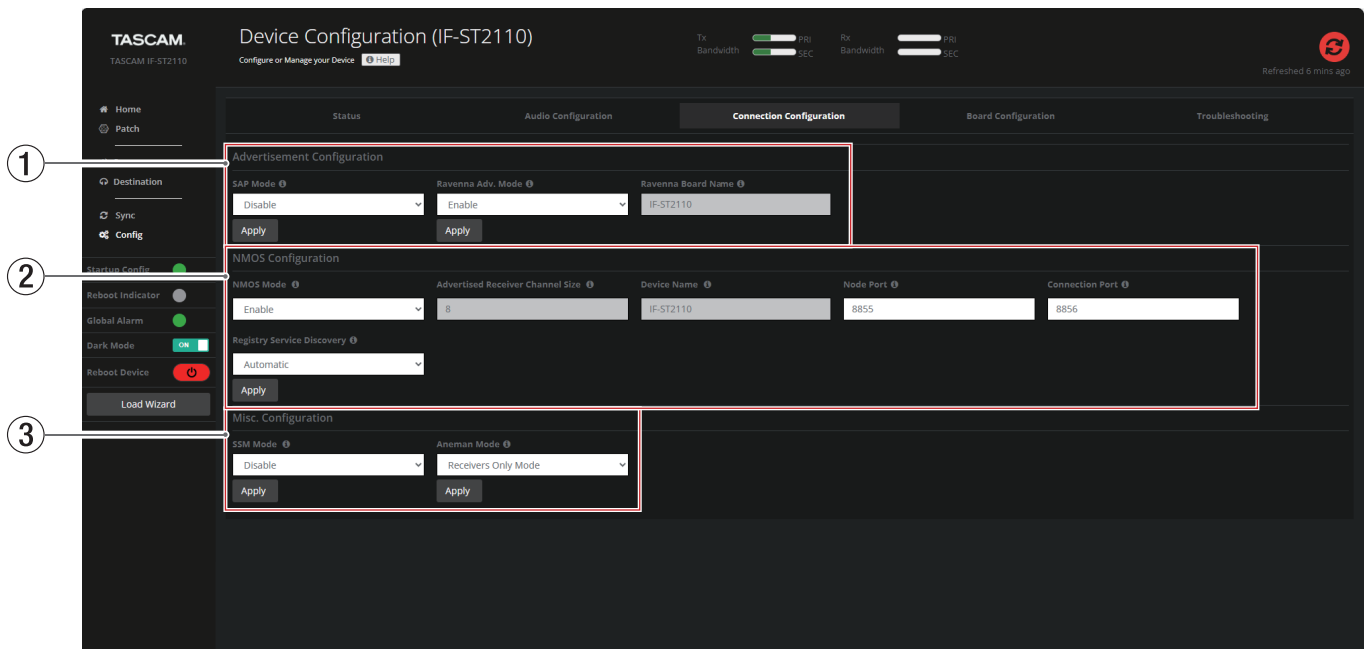 TASCAM.
TASCAM IF-ST2110
Device Configuration (IF-ST2110)
Configure or Manage your Device Help
Tx Bandwidth PRI SEC
Rx Bandwidth PRI SEC
Refreshed 6 mins ago
Home
Patch
Destination
Sync
Config
Startup Config
Reboot Indicator
Global Alarm
Dark Mode ON
Reboot Device
Load Wizard
Status Audio Configuration Connection Configuration Board Configuration Troubleshooting
1
Advertisement Configuration
SAP Mode Ravenna Adv. Mode Ravenna Board Name
Disable Enable IF-ST2110
Apply Apply
2
NMOS Configuration
NMOS Mode Advertised Receiver Channel Size Device Name Node Port Connection Port
Enable 8 IF-ST2110 8855 8856
Registry Service Discovery
Automatic
Apply
3
Misc. Configuration
SSM Mode Aneman Mode
Disable Receivers Only Mode
Apply Apply